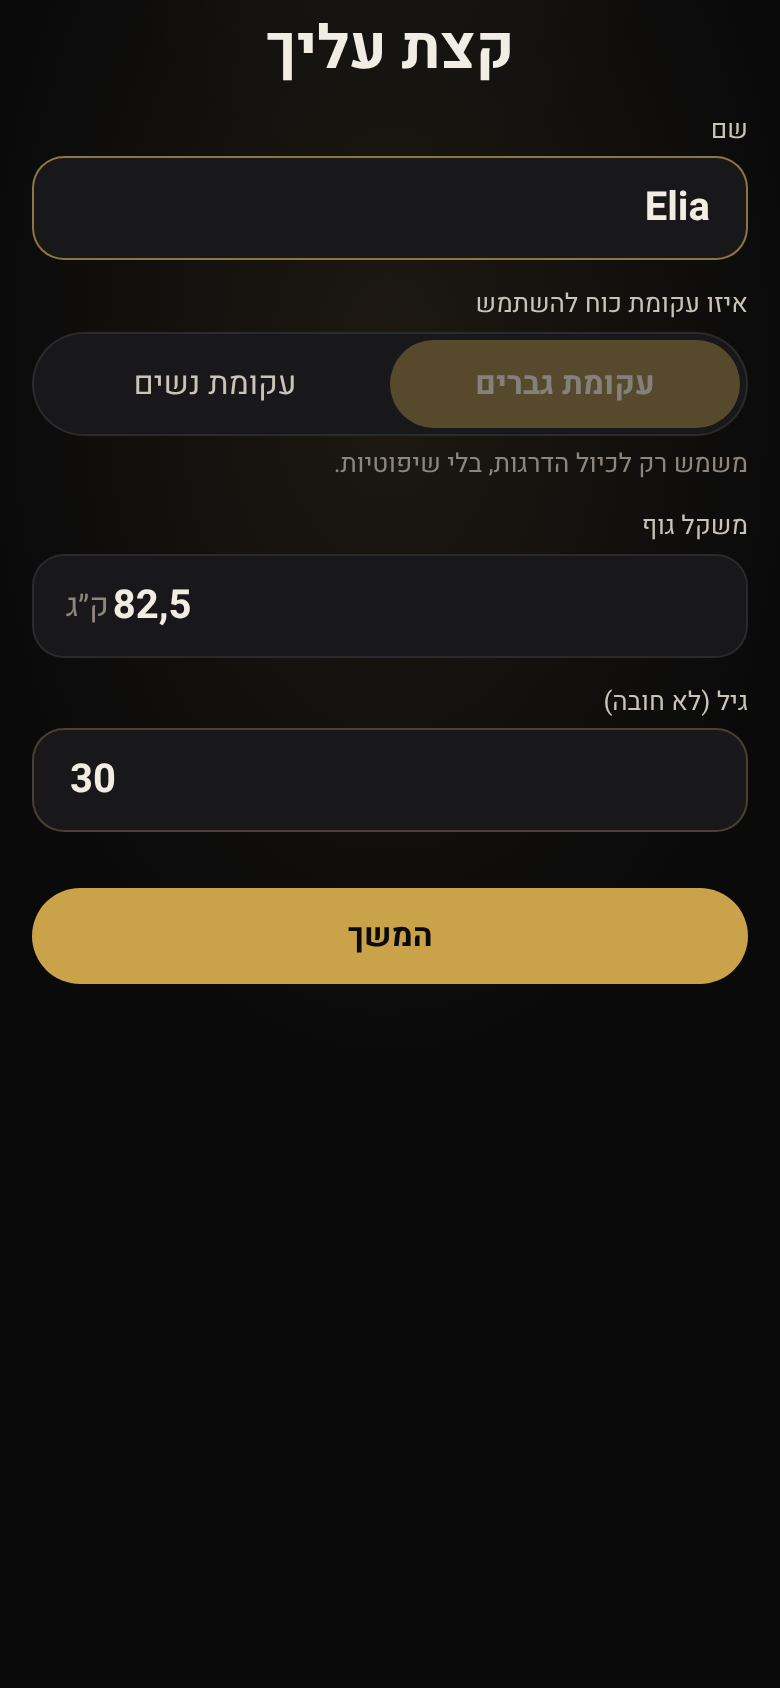 קצת עליך
שם
Elia
איזו עקומת כוח להשתמש
עקומת גברים
עקומת נשים
משמש רק לכיול הדרגות, בלי שיפוטיות.
משקל גוף
82,5 ק״ג
גיל (לא חובה)
30
המשך